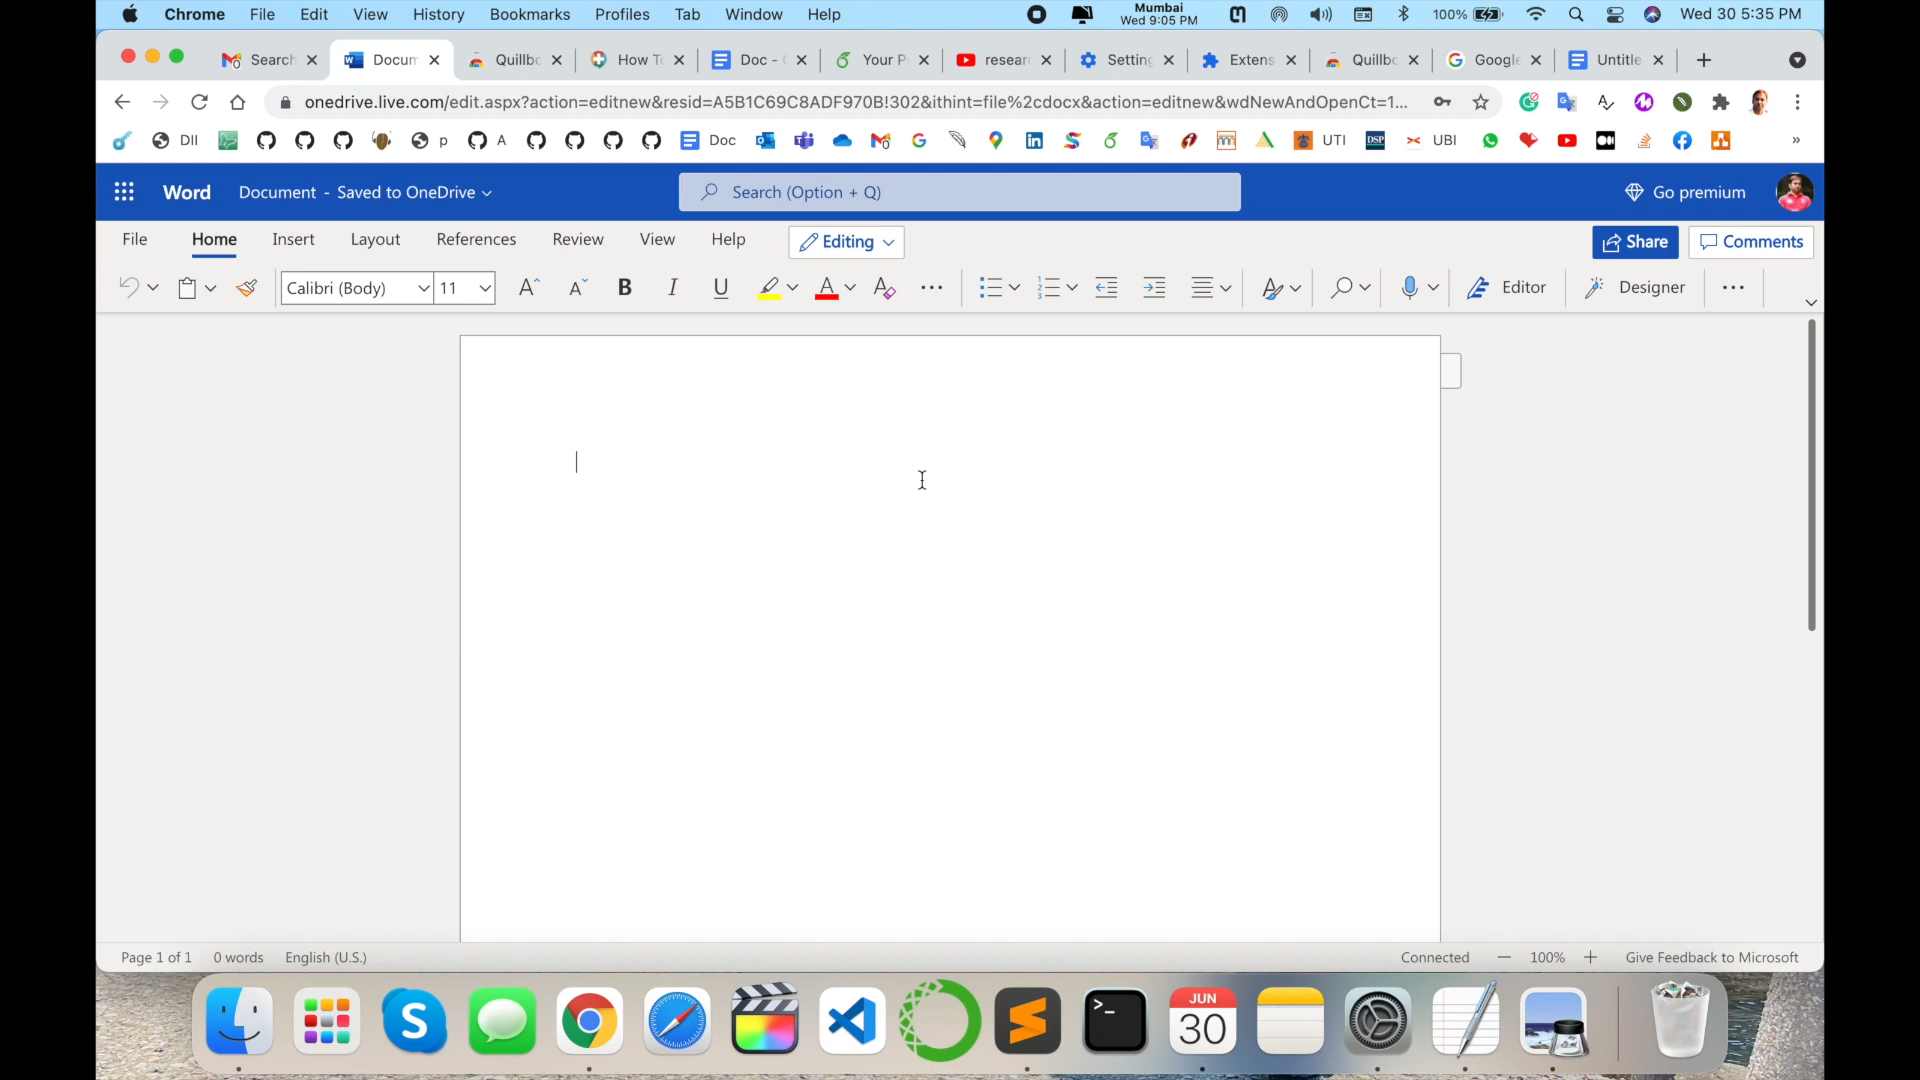 Chrome File Edit View History Bookmarks Profiles Tab Window Help Mumbai 100% Wed 30 5:35 PM
Wed 9:05 PM
Search Docum Quillbo How To Doc - Your P resear Setting Extens Quillbo Google Untitle
onedrive.live.com/edit.aspx?action=editnew&resid=A5B1C69C8ADF970B!302&ithint=file%2cdocx&action=editnew&wdNewAndOpenCt=1...
DII p A Doc UTI DSP UBI »
Word Document - Saved to OneDrive Search (Option + Q) Go premium
File Home Insert Layout References Review View Help Editing Share Comments
Calibri (Body) 11 A A B I U A A Editor Designer
Page 1 of 1 0 words English (U.S.) Connected — 100% + Give Feedback to Microsoft
JUN
30